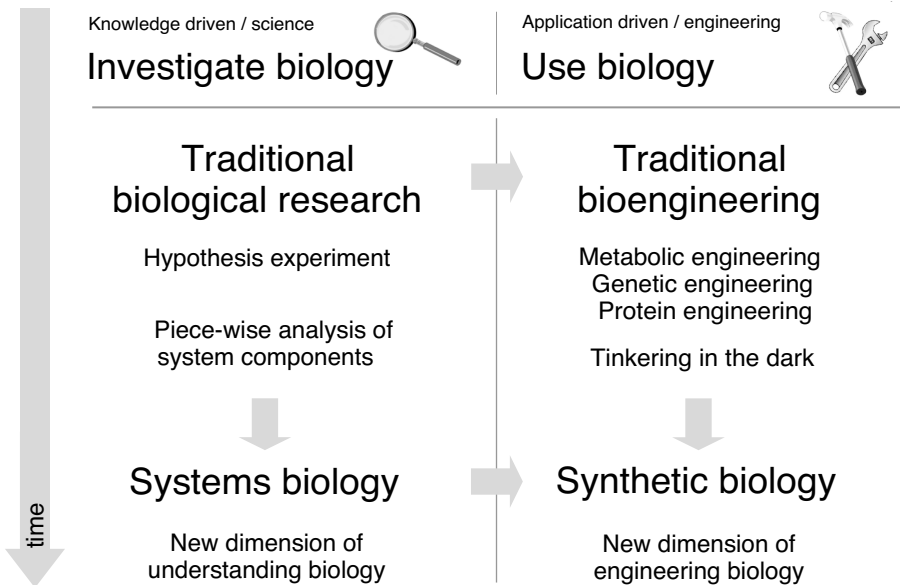 Knowledge driven / science
Investigate biology
Application driven / engineering
Use biology
Traditional
biological research
Hypothesis experiment
Piece-wise analysis of
system components
Traditional
bioengineering
Metabolic engineering
Genetic engineering
Protein engineering
Tinkering in the dark
Systems biology
New dimension of
understanding biology
Synthetic biology
New dimension of
engineering biology
time